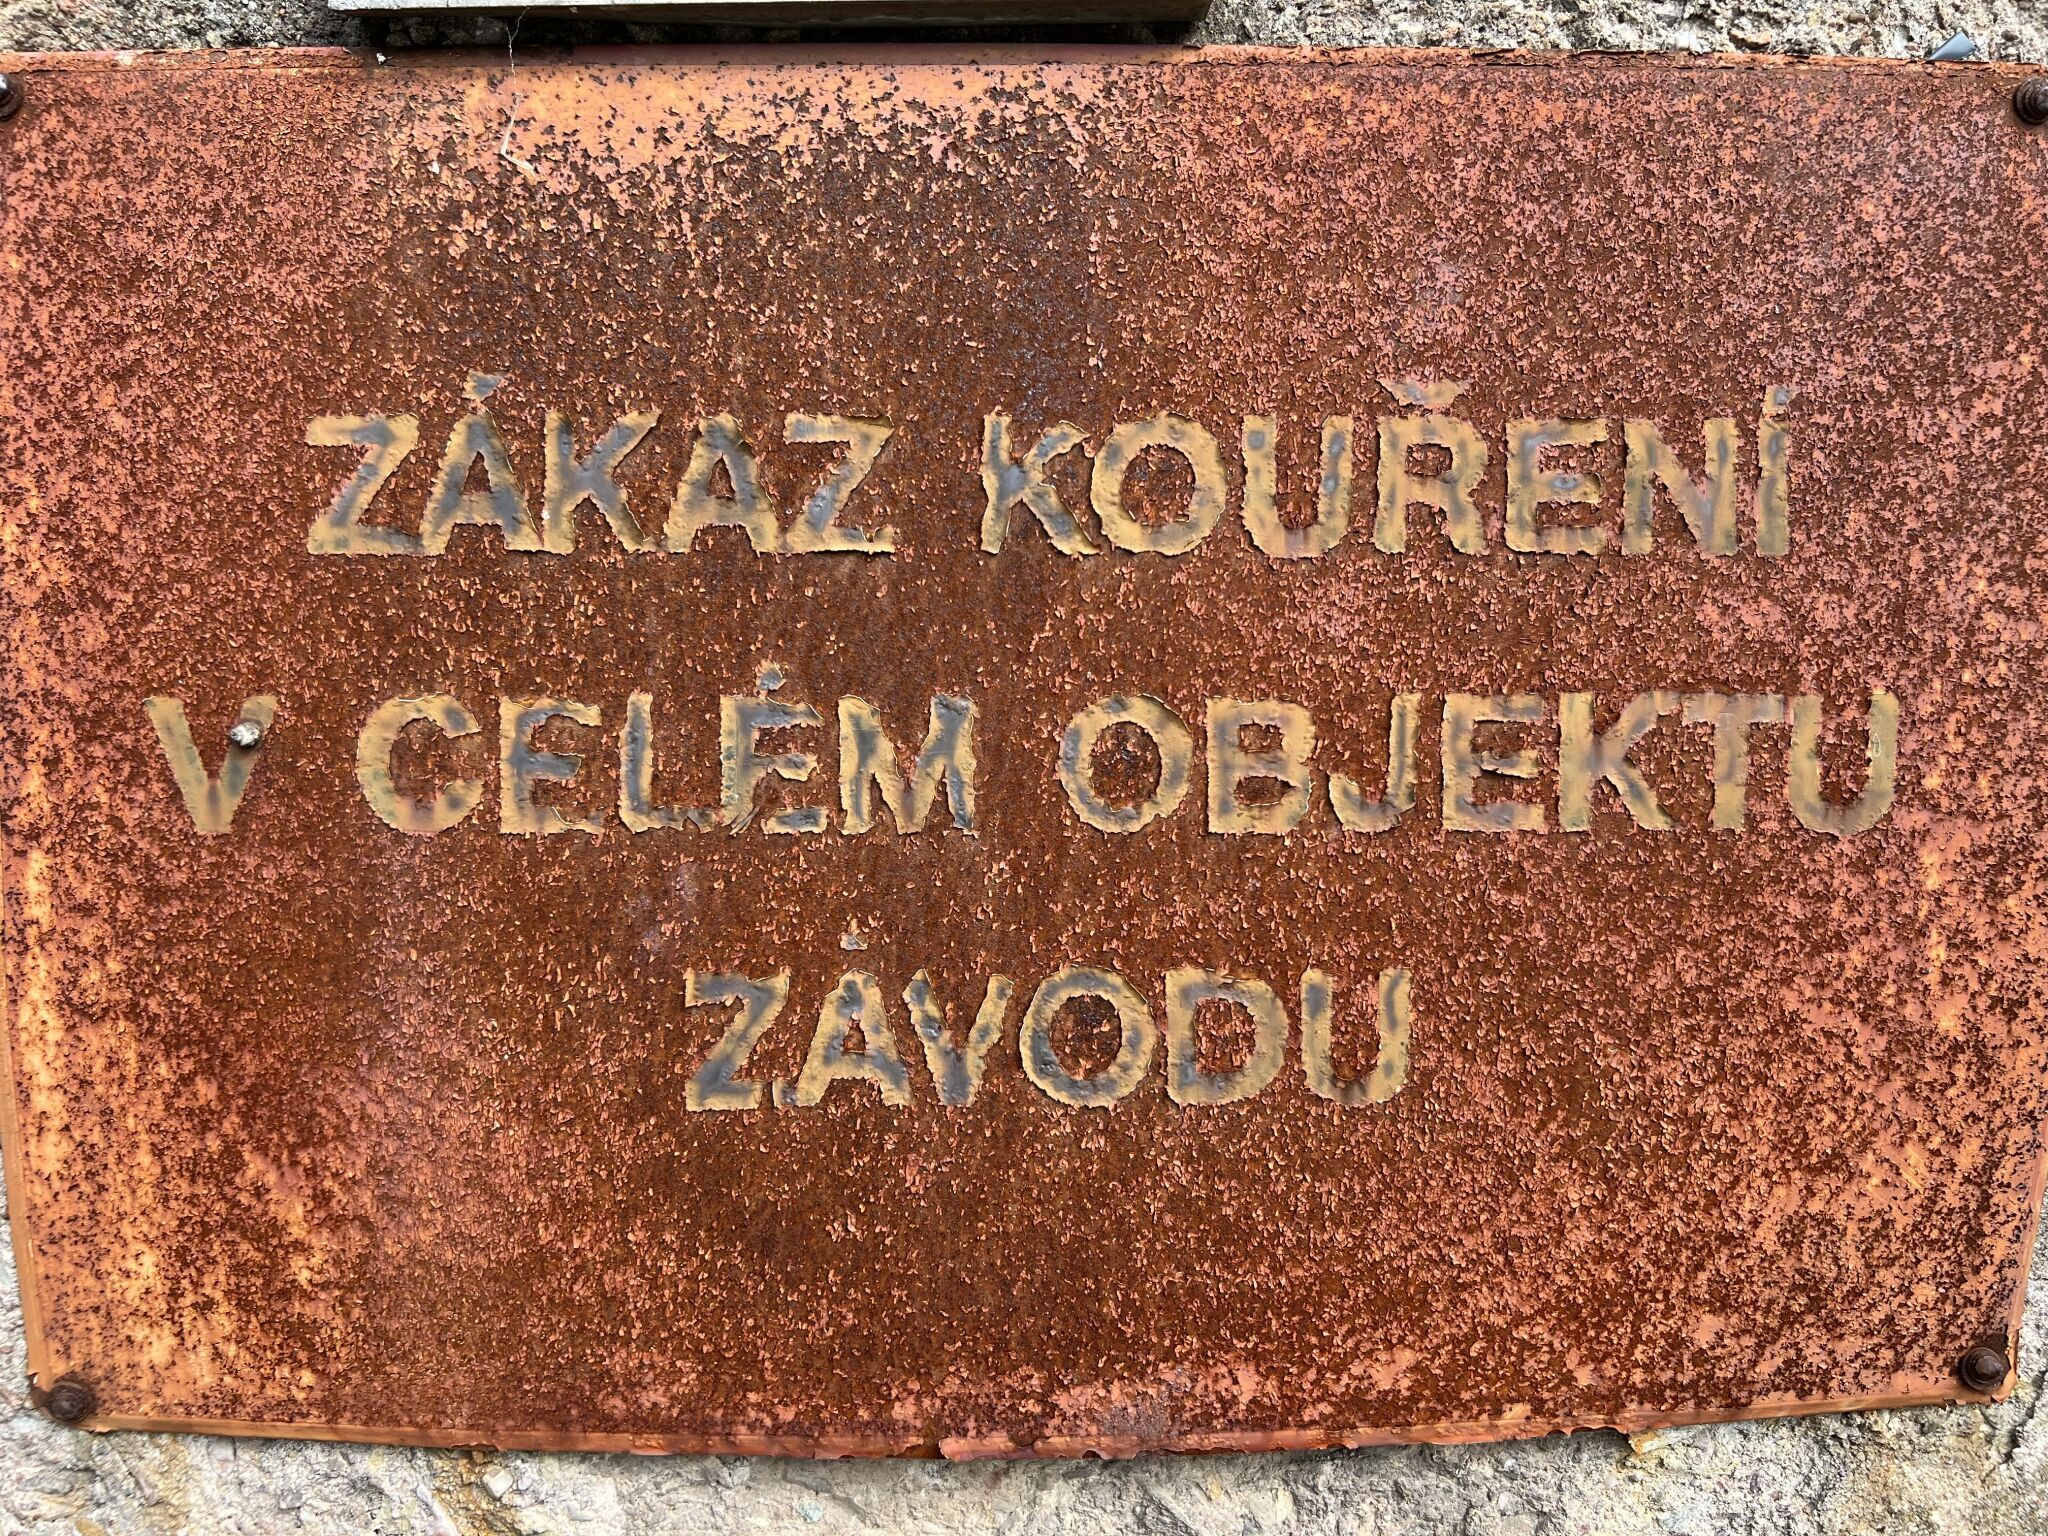 ZÁKAZ KOUŘENÍ
V CELÉM OBJEKTU
ZÁVODU